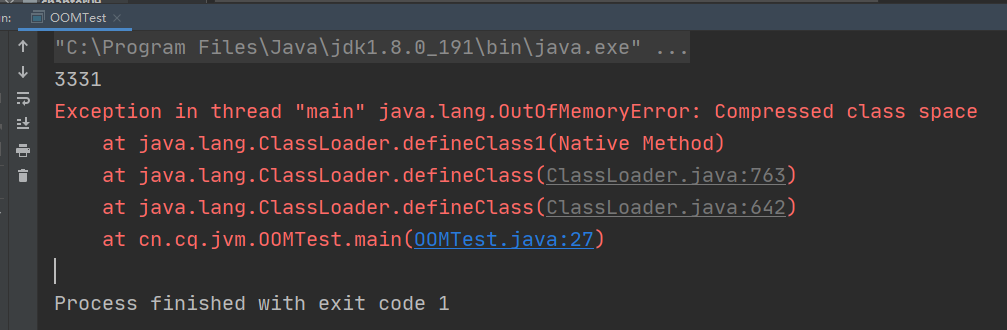 n: OOMTest
"C:\Program Files\Java\jdk1.8.0_191\bin\java.exe" ...
3331
Exception in thread "main" java.lang.OutOfMemoryError: Compressed class space
at java.lang.ClassLoader.defineClass1(Native Method)
at java.lang.ClassLoader.defineClass(ClassLoader.java:763)
at java.lang.ClassLoader.defineClass(ClassLoader.java:642)
at cn.cq.jvm.OOMTest.main(OOMTest.java:27)
Process finished with exit code 1